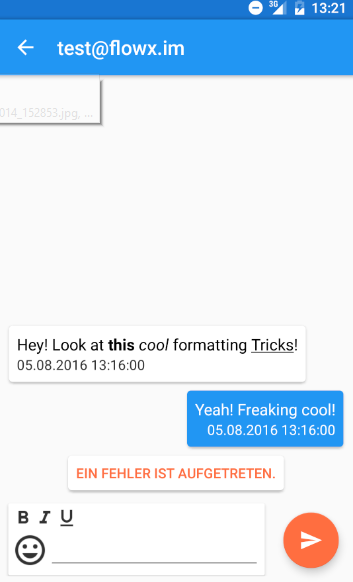 3G 13:21
test@flowx.im
014_152853.jpg, ...
Hey! Look at this cool formatting Tricks!
05.08.2016 13:16:00
Yeah! Freaking cool!
05.08.2016 13:16:00
EIN FEHLER IST AUFGETRETEN.
B I U